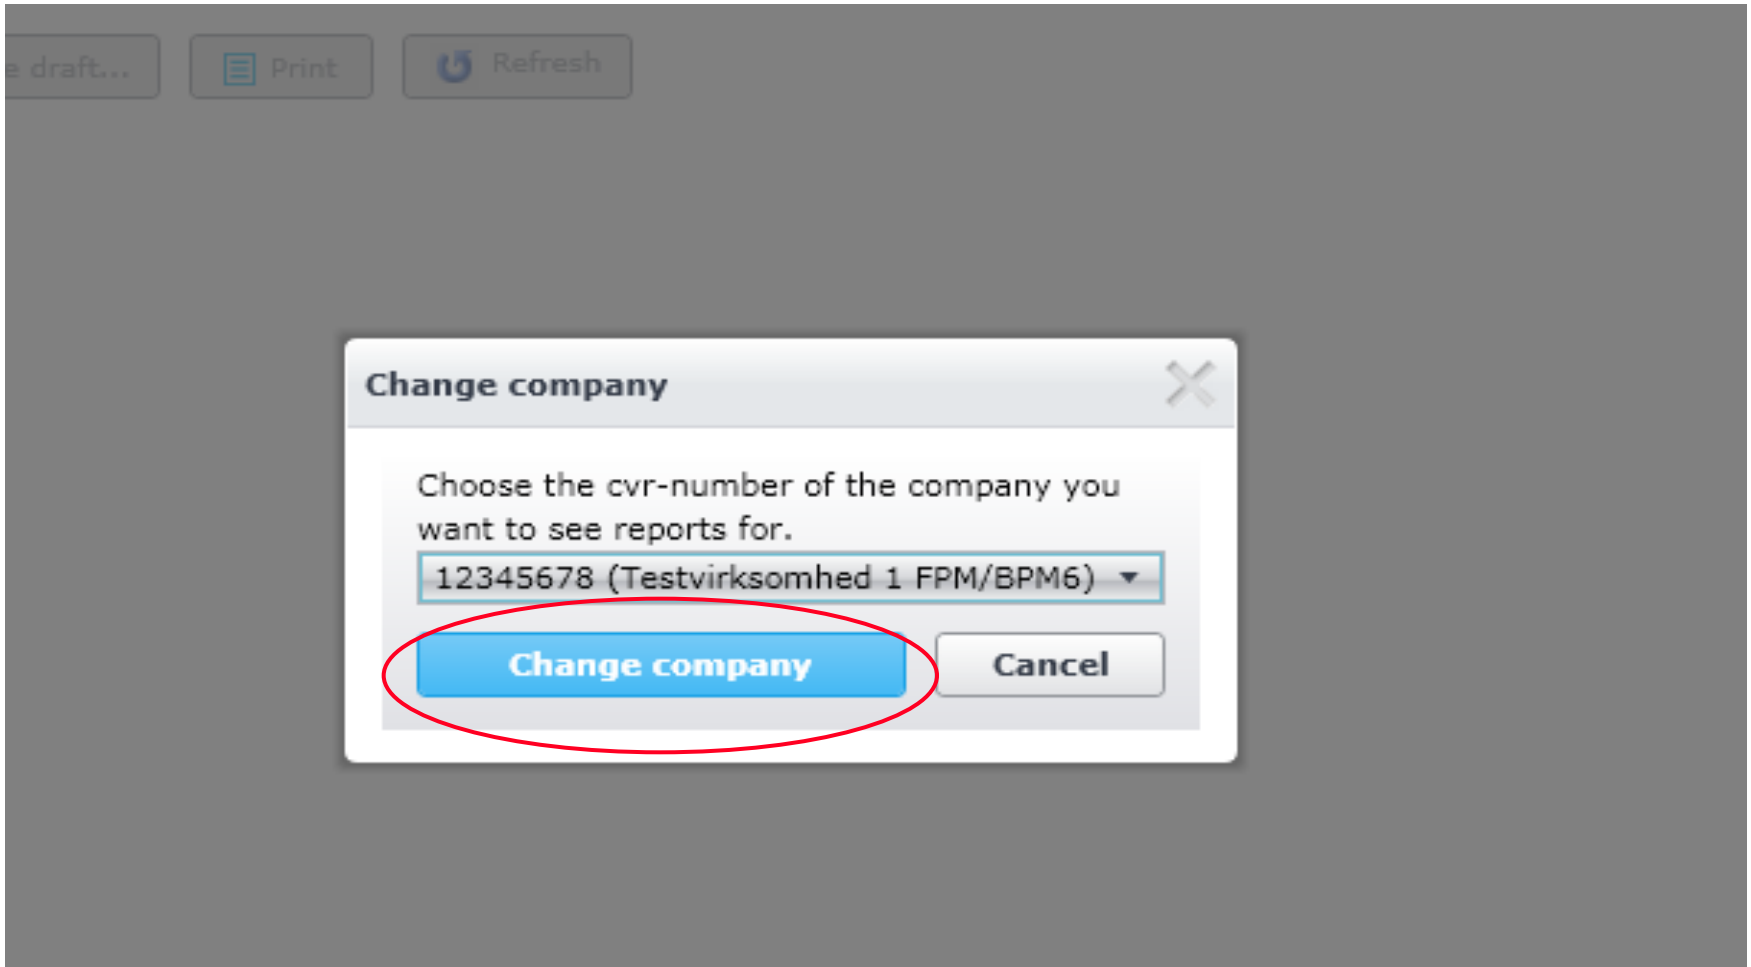 e draft...
Print
Refresh
Change company
Choose the cvr-number of the company you
want to see reports for.
12345678 (Testvirksomhed 1 FPM/BPM6)
Change company
Cancel